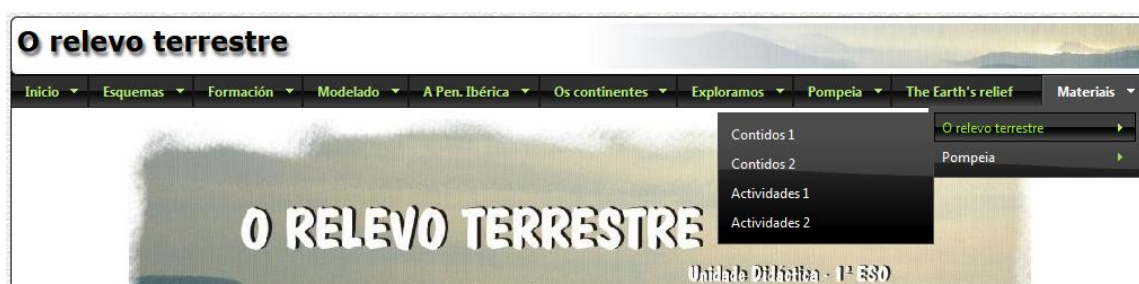 O relevo terrestre
Inicio Esquemas Formación Modelado A Pen. Ibérica Os continentes Exploramos Pompeia The Earth's relief Materiais
O relevo terrestre
Pompeia
Contidos 1
Contidos 2
Actividades 1
Actividades 2
O RELEVO TERRESTRE
Unidade Didáctica - 1º ESO